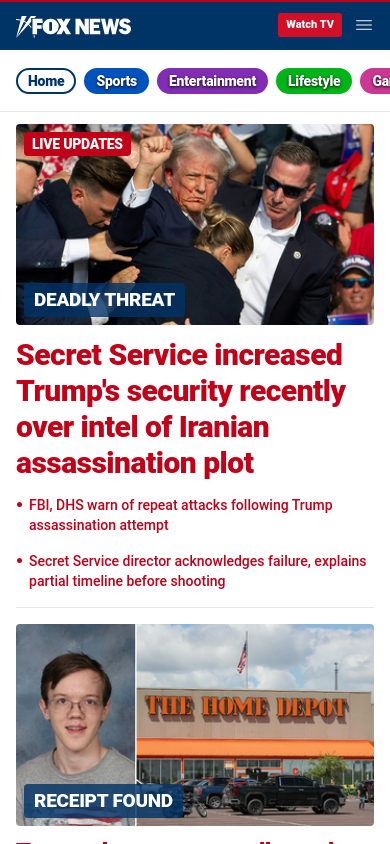 FOX NEWS
Watch TV
Home
Sports
Entertainment
Lifestyle
Ga
LIVE UPDATES
DEADLY THREAT
Secret Service increased
Trump's security recently
over intel of Iranian
assassination plot
• FBI, DHS warn of repeat attacks following Trump
assassination attempt
• Secret Service director acknowledges failure, explains
partial timeline before shooting
THE HOME DEPOT
RECEIPT FOUND